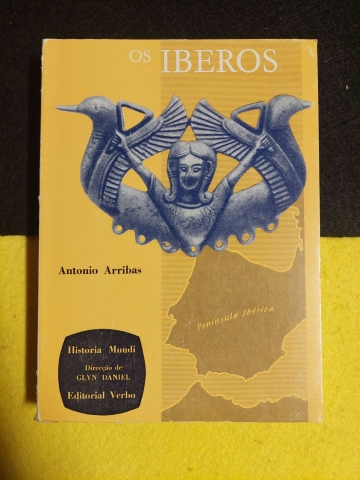 OS IBEROS
Antonio Arribas
Península Ibérica
Historia Mundi
Direcção de
GLYN DANIEL
Editorial Verbo